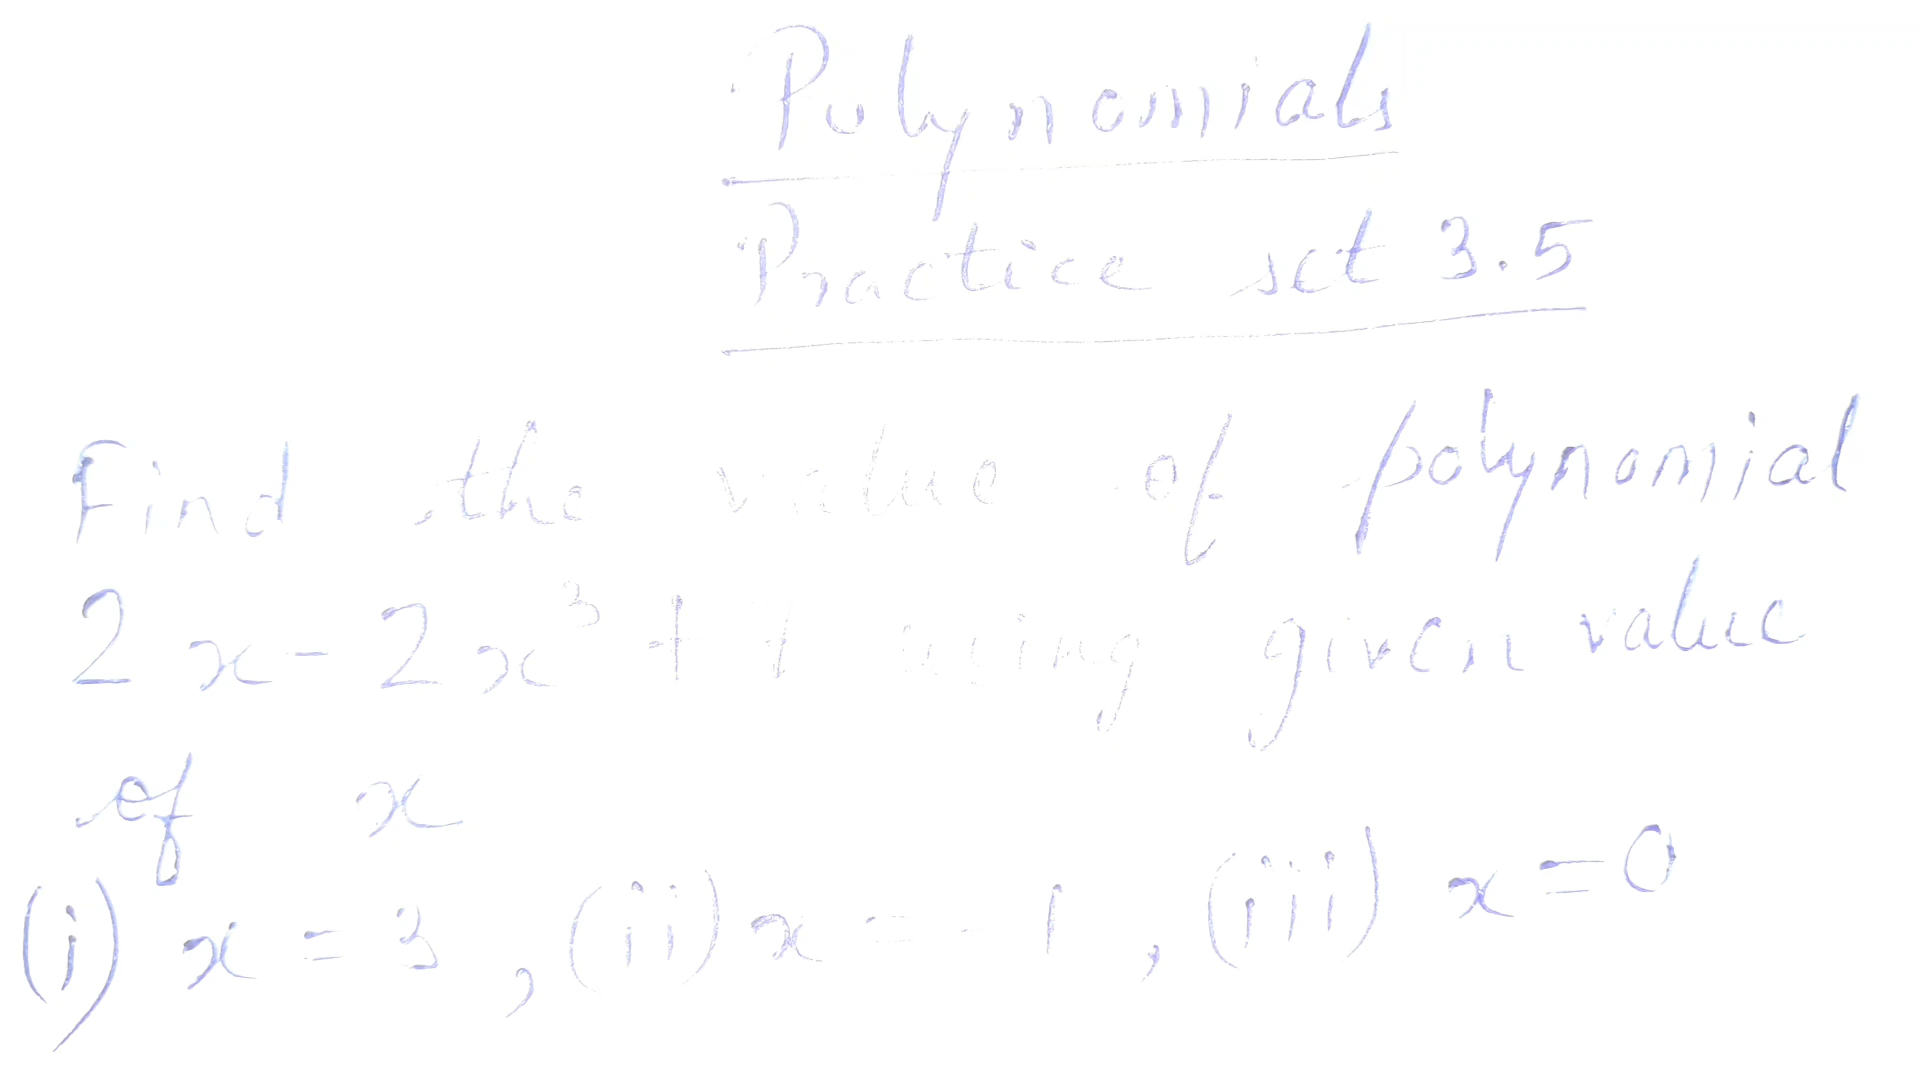 Polynomials
Practice set 3.5
Find the value of polynomial
2x - 2x³ + 7 using given value
of x
(i) x = 3, (ii) x = -1, (iii) x = 0